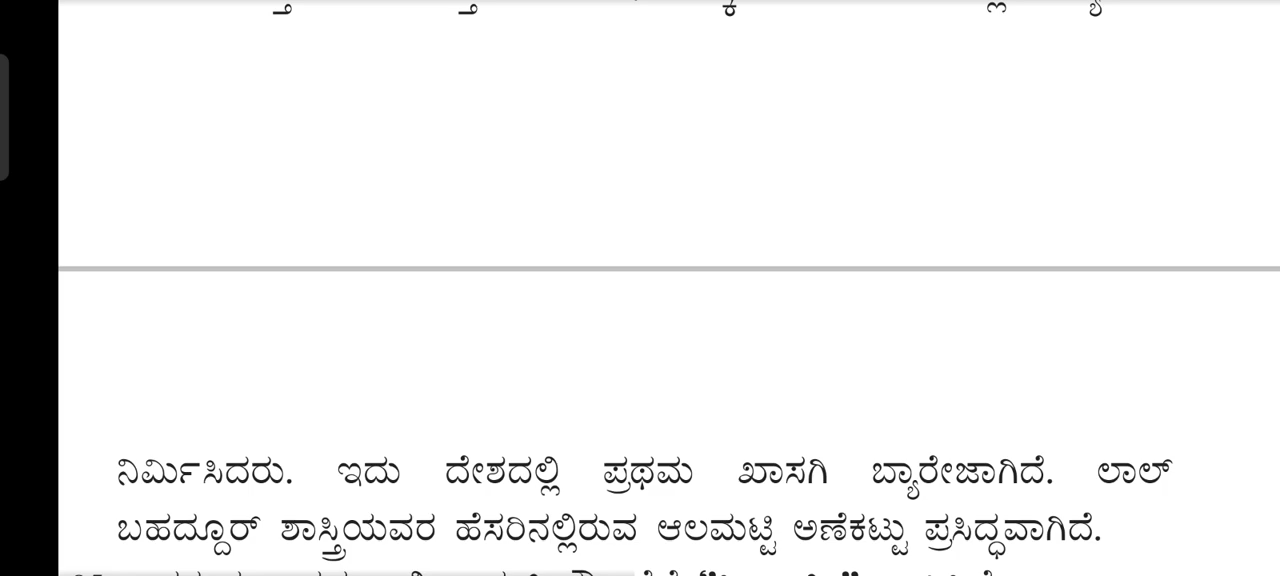 ನಿರ್ಮಿಸಿದರು. ಇದು ದೇಶದಲ್ಲಿ ಪ್ರಥಮ ಖಾಸಗಿ ಬ್ಯಾರೇಜಾಗಿದೆ. ಲಾಲ್
ಬಹದ್ದೂರ್ ಶಾಸ್ತ್ರಿಯವರ ಹೆಸರಿನಲ್ಲಿರುವ ಆಲಮಟ್ಟಿ ಅಣೆಕಟ್ಟು ಪ್ರಸಿದ್ಧವಾಗಿದೆ.